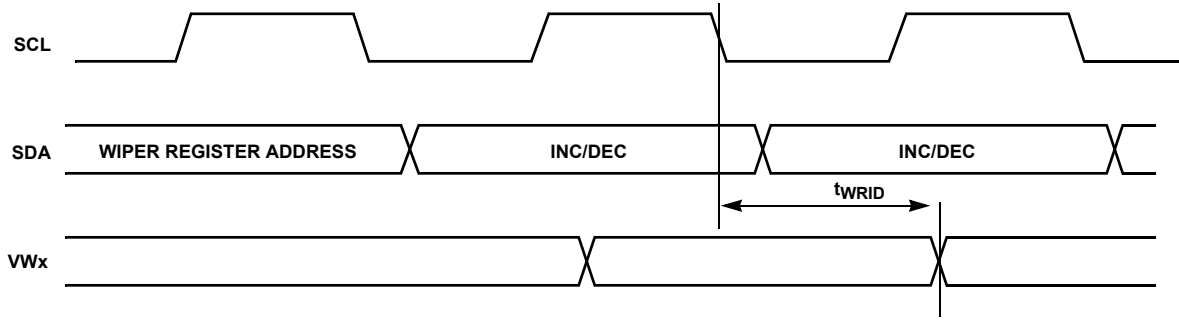 SCL
SDA WIPER REGISTER ADDRESS INC/DEC INC/DEC
tWRID
VWx